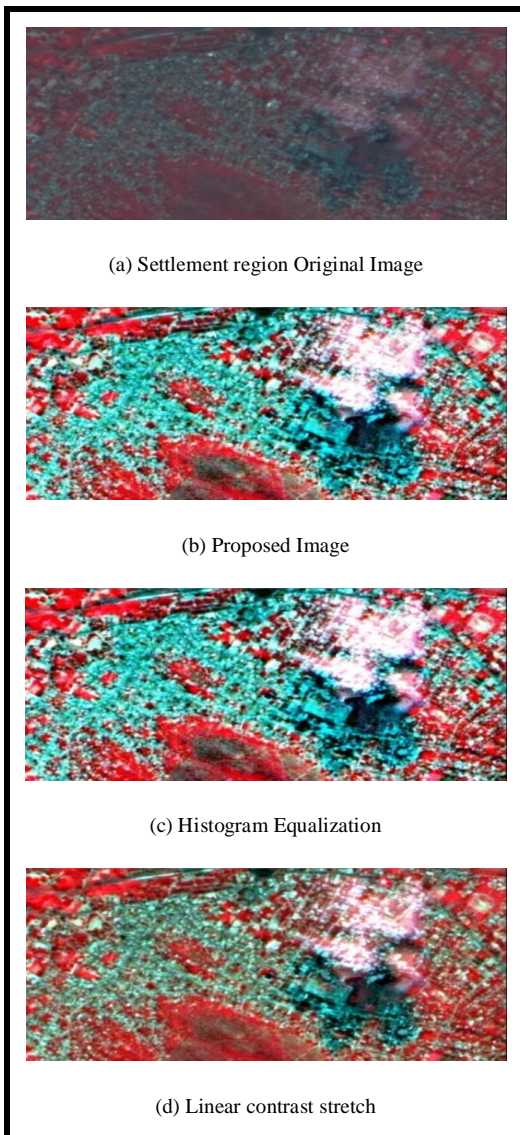 (a) Settlement region Original Image
(b) Proposed Image
(c) Histogram Equalization
(d) Linear contrast stretch